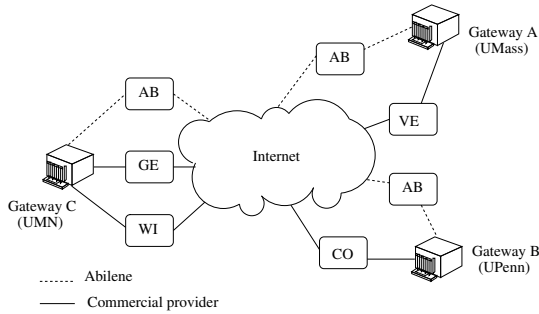 Gateway A
(UMass)
AB
AB
VE
Internet
GE
AB
Gateway C
(UMN)
WI
Gateway B
(UPenn)
CO
Abilene
Commercial provider